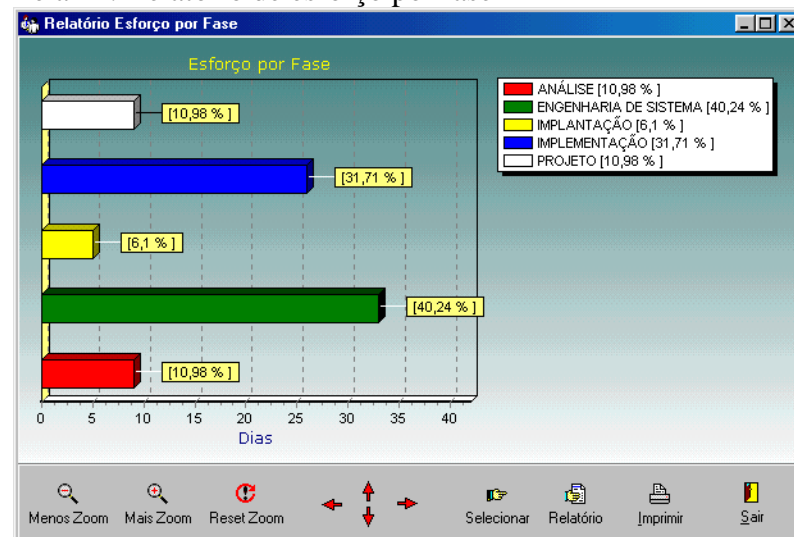 Relatório Esforço por Fase
Esforço por Fase
[10,98 % ]
[31,71 % ]
[6,1 % ]
[40,24 % ]
[10,98 % ]
0 5 10 15 20 25 30 35 40
Dias
ANÁLISE [10,98 % ]
ENGENHARIA DE SISTEMA [40,24 % ]
IMPLANTAÇÃO [6,1 % ]
IMPLEMENTAÇÃO [31,71 % ]
PROJETO [10,98 % ]
Menos Zoom Mais Zoom Reset Zoom Selecionar Relatório Imprimir Sair